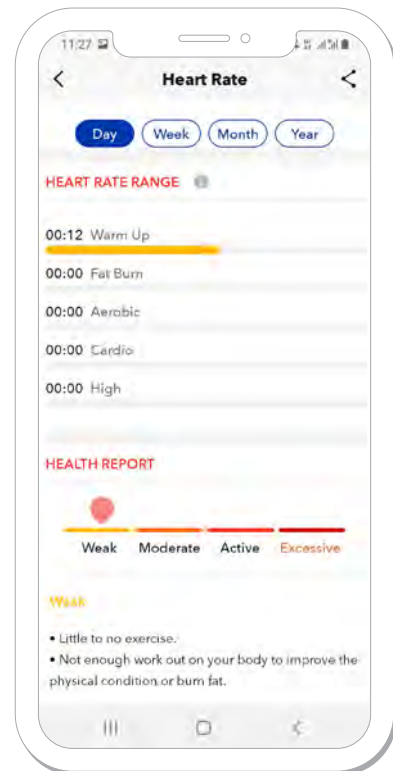 11:27
Heart Rate
Day Week Month Year
HEART RATE RANGE
00:12 Warm Up
00:00 Fat Burn
00:00 Aerobic
00:00 Cardio
00:00 High
HEALTH REPORT
Weak Moderate Active Excessive
Weak
• Little to no exercise.
• Not enough work out on your body to improve the
physical condition or burn fat.